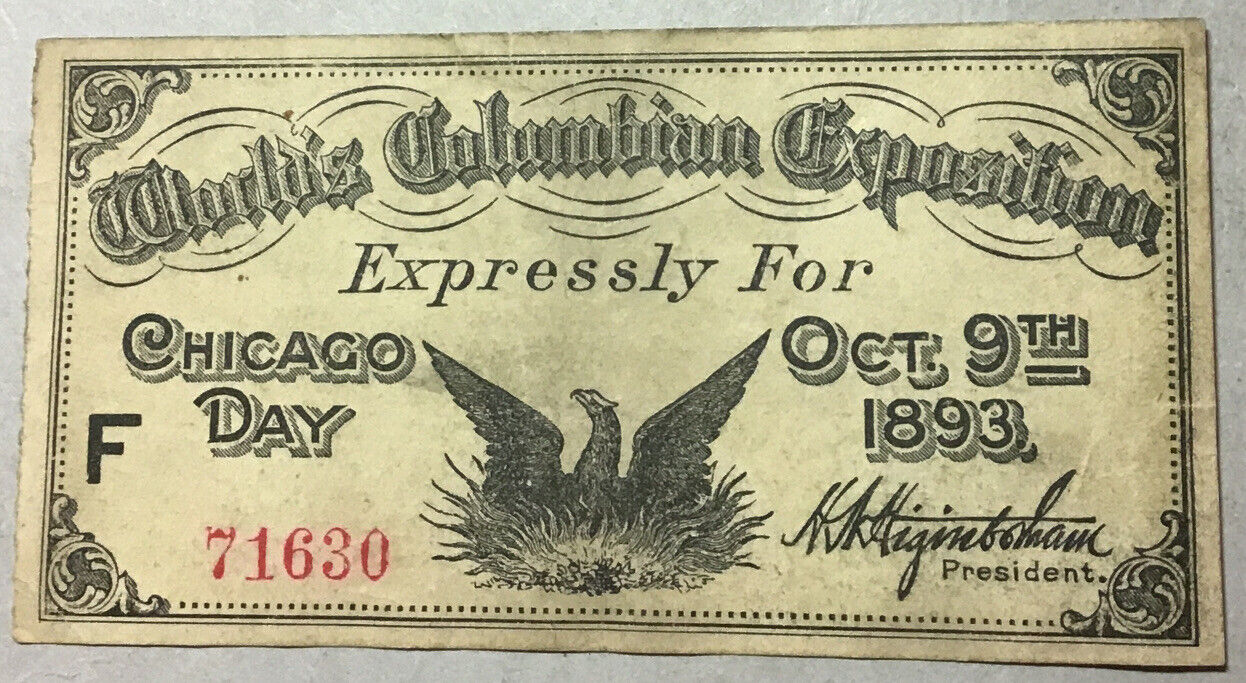 World's Columbian Exposition
Expressly For
CHICAGO DAY
OCT. 9TH 1893.
F
71630
H N Higinbotham
President.